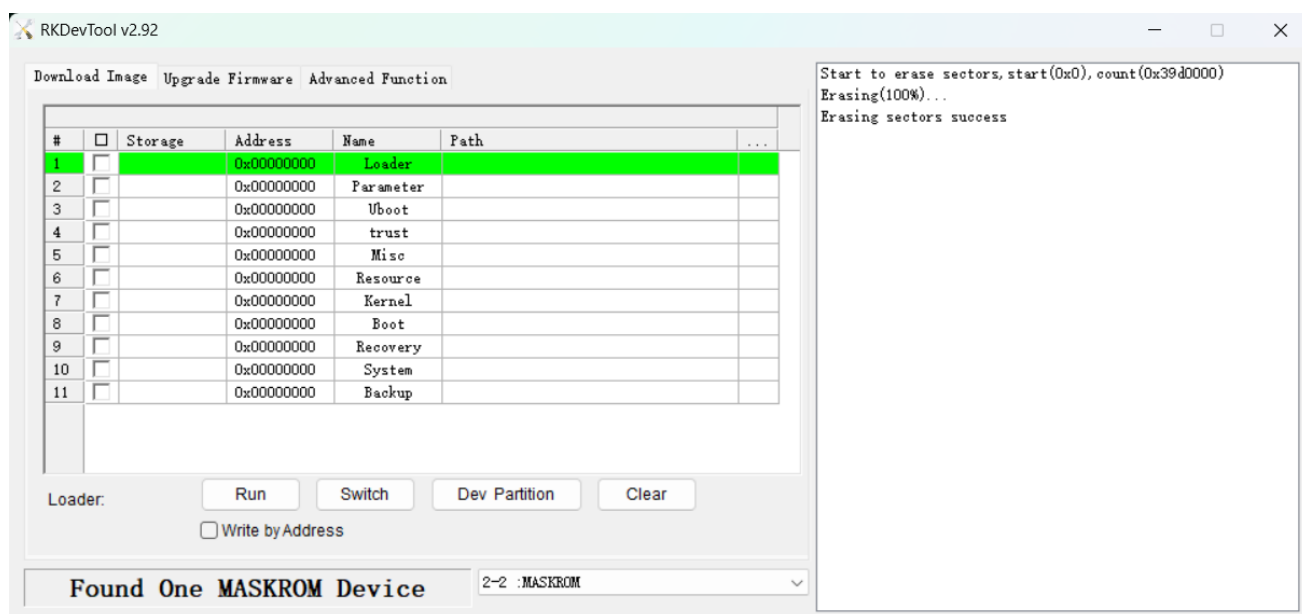 RKDevTool v2.92
Download Image Upgrade Firmware Advanced Function
# Storage Address Name Path ...
1 0x00000000 Loader
2 0x00000000 Parameter
3 0x00000000 Uboot
4 0x00000000 trust
5 0x00000000 Misc
6 0x00000000 Resource
7 0x00000000 Kernel
8 0x00000000 Boot
9 0x00000000 Recovery
10 0x00000000 System
11 0x00000000 Backup
Loader: Run Switch Dev Partition Clear
Write by Address
Found One MASKROM Device 2-2 :MASKROM
Start to erase sectors,start(0x0),count(0x39d0000)
Erasing(100%)...
Erasing sectors success